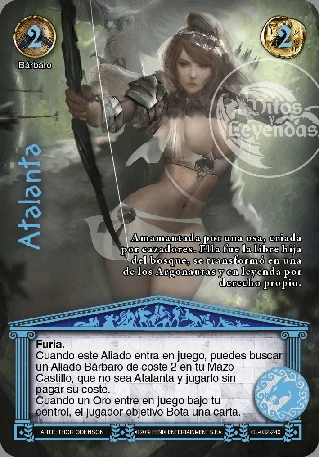 2
2
Bárbaro
Mitos
y
Leyendas
Atalanta
Amamantada por una osa, criada
por cazadores. Ella fue la libre hija
del bosque, se transformó en una
de los Argonautas y en leyenda por
derecho propio.
Furia.
Cuando este Aliado entra en juego, puedes buscar
un Aliado Bárbaro de coste 2 en tu Mazo
Castillo, que no sea Atalanta y jugarlo sin
pagar su coste.
Cuando un Oro entre en juego bajo tu
control, el jugador objetivo Bota una carta.